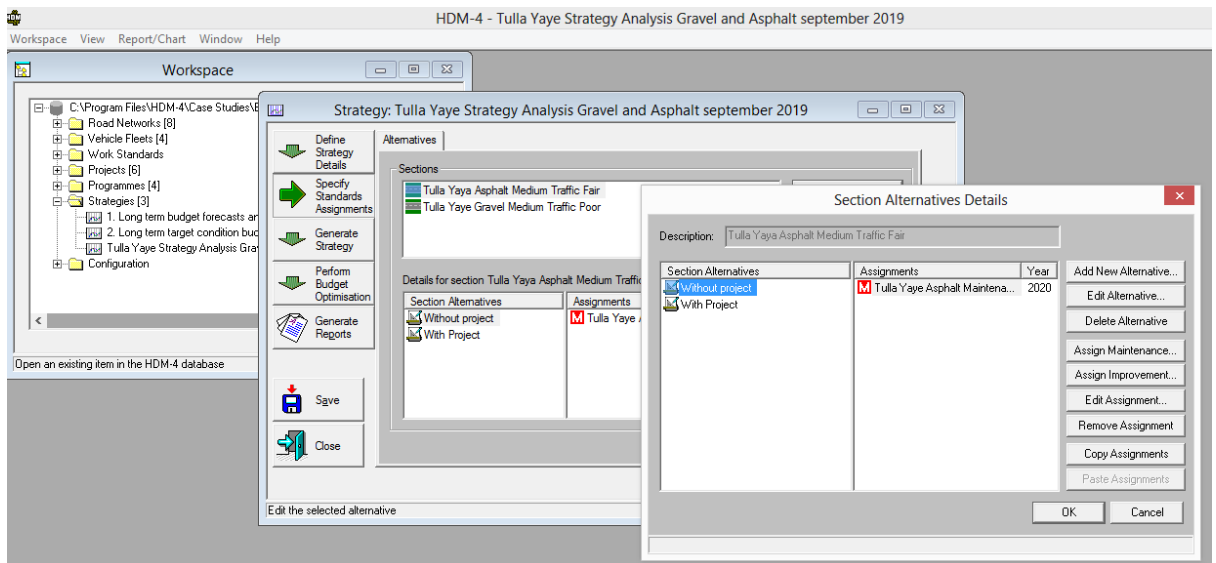 HDM-4 - Tulla Yaye Strategy Analysis Gravel and Asphalt september 2019
Workspace View Report/Chart Window Help
Workspace
C:\Program Files\HDM-4\Case Studies\
Road Networks [8]
Vehicle Fleets [4]
Work Standards
Projects [6]
Programmes [4]
Strategies [3]
1. Long term budget forecasts
2. Long term target condition
Tulla Yaye Strategy Analysis
Configuration
Open an existing item in the HDM-4 database
Strategy: Tulla Yaye Strategy Analysis Gravel and Asphalt september 2019
Define
Strategy
Details
Specify
Standards
Assignments
Generate
Strategy
Perform
Budget
Optimisation
Generate
Reports
Save
Close
Alternatives
Sections
Tulla Yaya Asphalt Medium Traffic Fair
Tulla Yaye Gravel Medium Traffic Poor
Details for section Tulla Yaya Asphalt Medium Traffic
Section Alternatives Assignments
Without project M Tulla Yaye
With Project
Edit the selected alternative
Section Alternatives Details
Description: Tulla Yaya Asphalt Medium Traffic Fair
Section Alternatives Assignments Year
Without project M Tulla Yaye Asphalt Maintena... 2020
With Project
Add New Alternative...
Edit Alternative...
Delete Alternative
Assign Maintenance...
Assign Improvement...
Edit Assignment...
Remove Assignment
Copy Assignments
Paste Assignments
OK Cancel